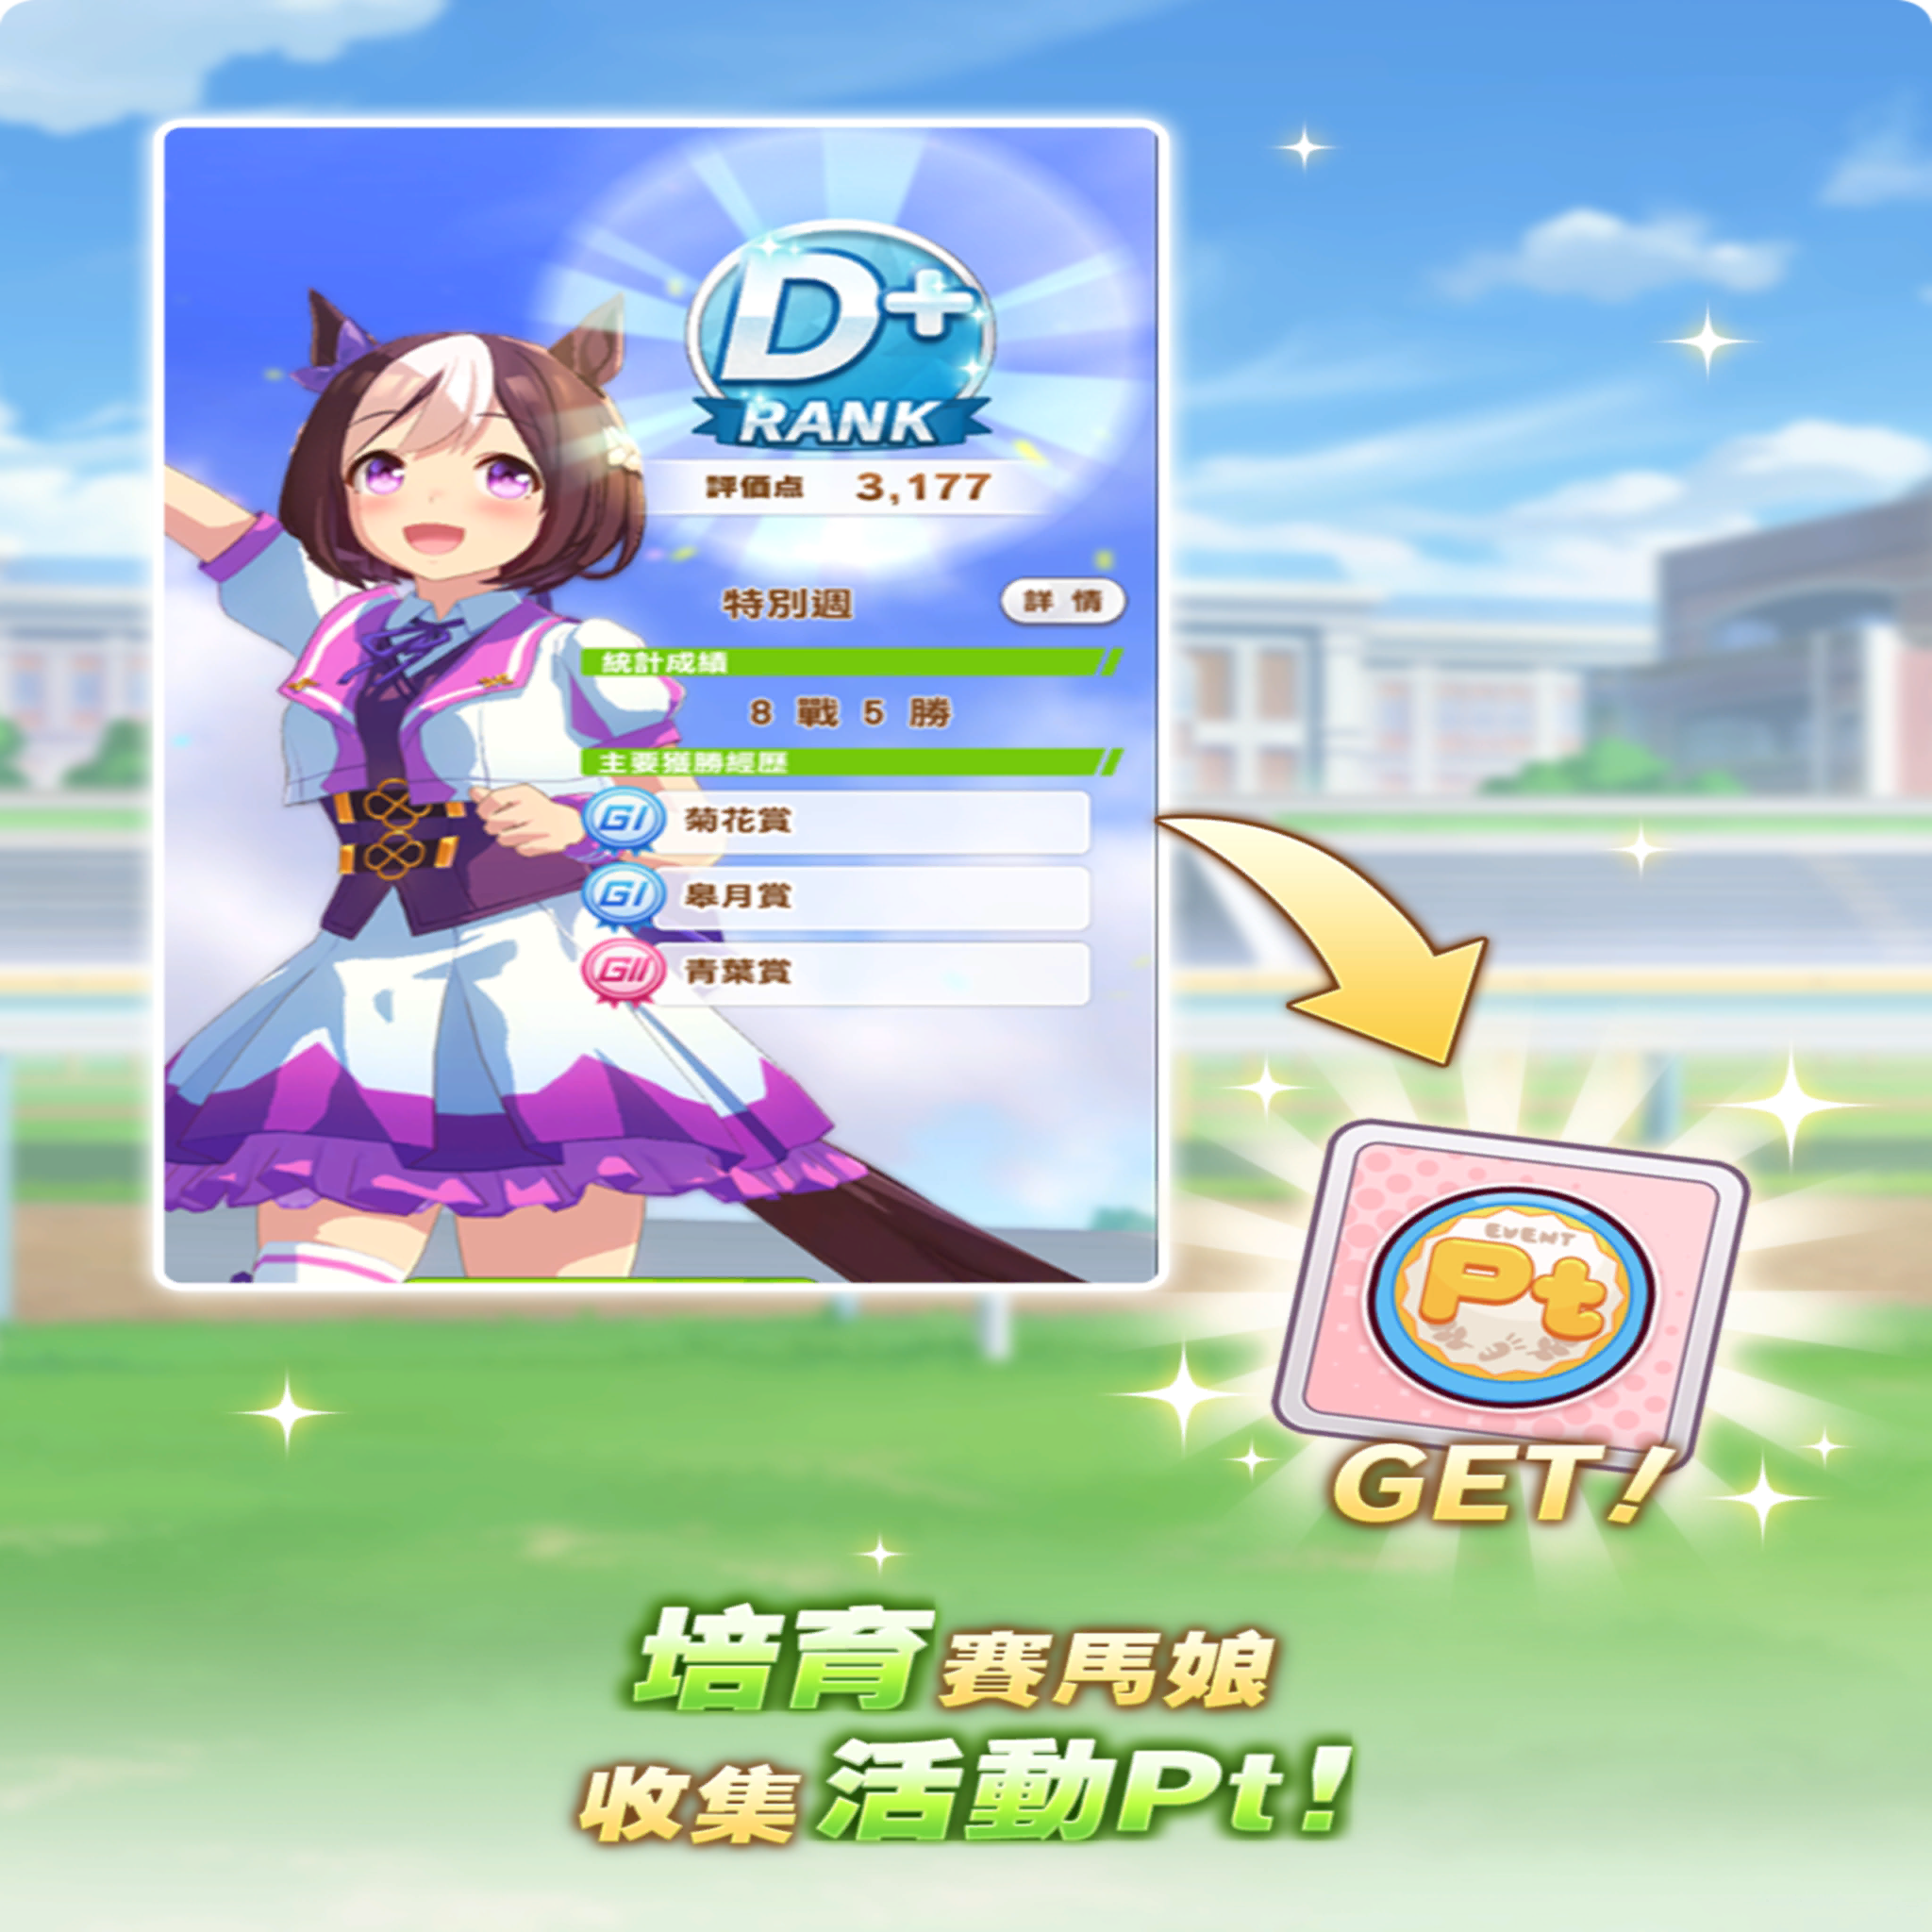 D+
RANK
評価点 3,177
特別週 詳情
統計成績
8 戰 5 勝
主要獲勝經歷
GI 菊花賞
GI 皋月賞
GII 青葉賞
EVENT
Pt
GET!
培育賽馬娘
收集活動Pt!